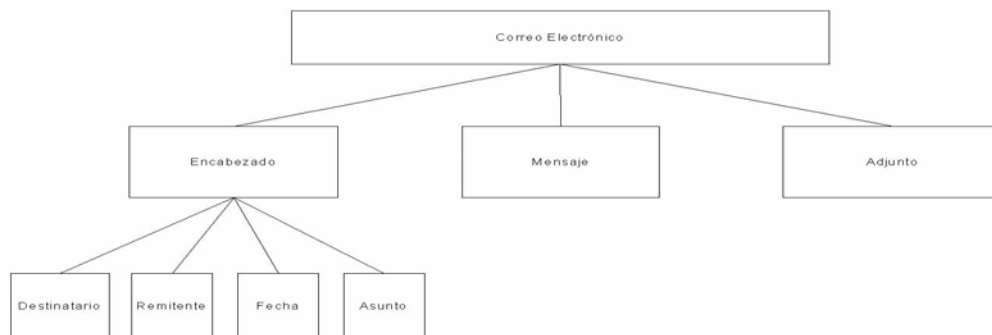 Correo Electrónico
Encabezado
Mensaje
Adjunto
Destinatario
Remitente
Fecha
Asunto